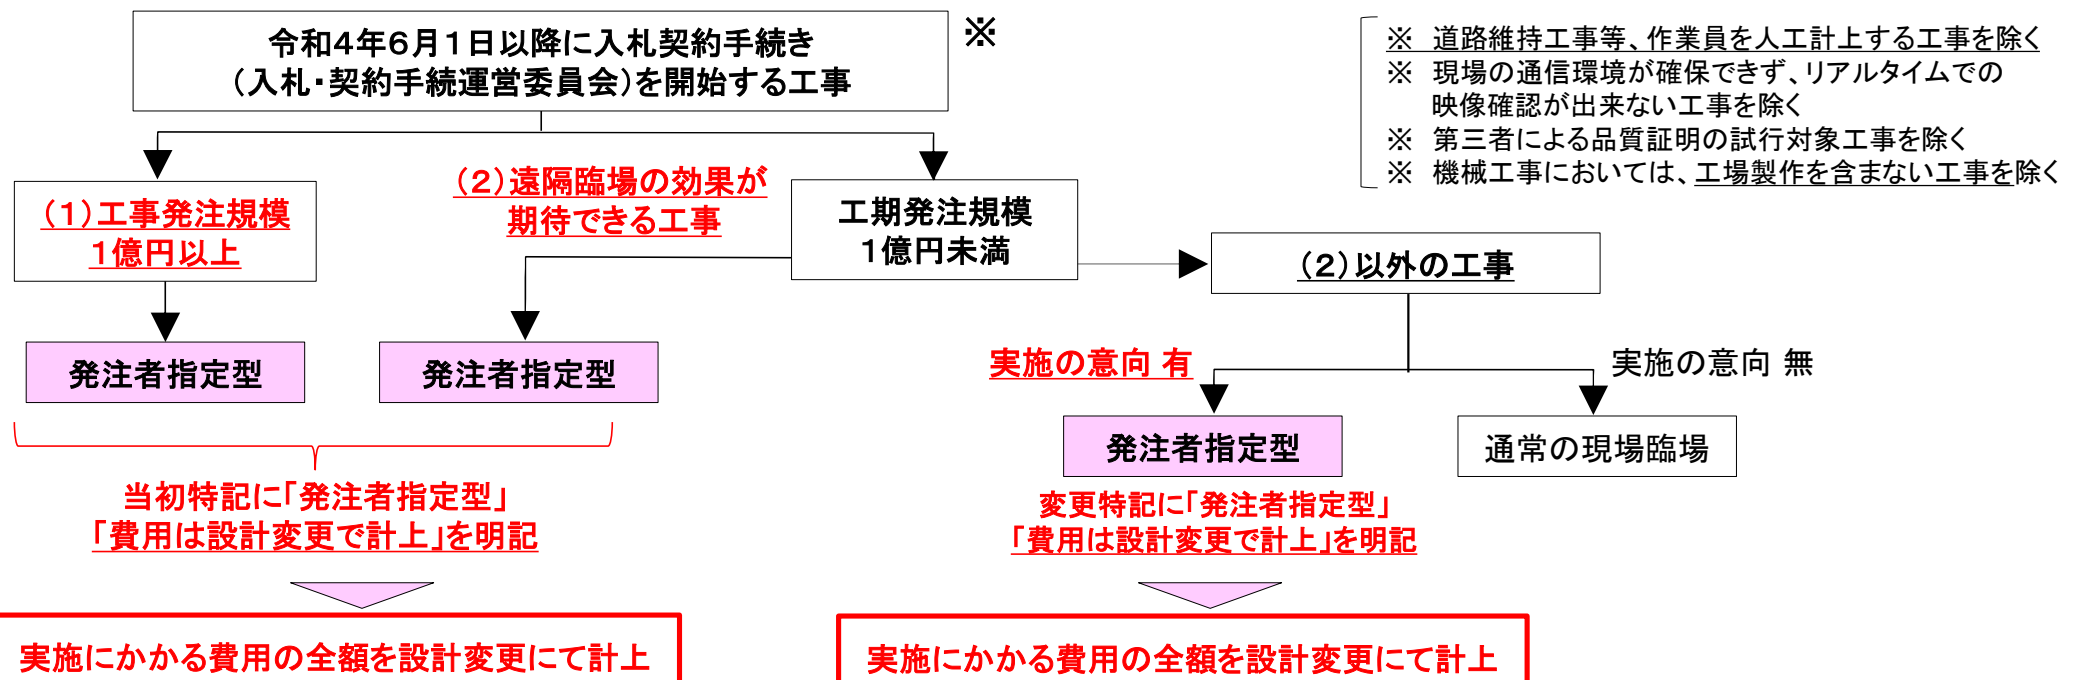 令和4年6月1日以降に入札契約手続き
(入札・契約手続運営委員会)を開始する工事
※
※ 道路維持工事等、作業員を人工計上する工事を除く
※ 現場の通信環境が確保できず、リアルタイムでの
映像確認が出来ない工事を除く
※ 第三者による品質証明の試行対象工事を除く
※ 機械工事においては、工場製作を含まない工事を除く
(1)工事発注規模
1億円以上
(2)遠隔臨場の効果が
期待できる工事
工期発注規模
1億円未満
(2)以外の工事
発注者指定型
発注者指定型
実施の意向 有
実施の意向 無
発注者指定型
通常の現場臨場
当初特記に「発注者指定型」
「費用は設計変更で計上」を明記
変更特記に「発注者指定型」
「費用は設計変更で計上」を明記
実施にかかる費用の全額を設計変更にて計上
実施にかかる費用の全額を設計変更にて計上